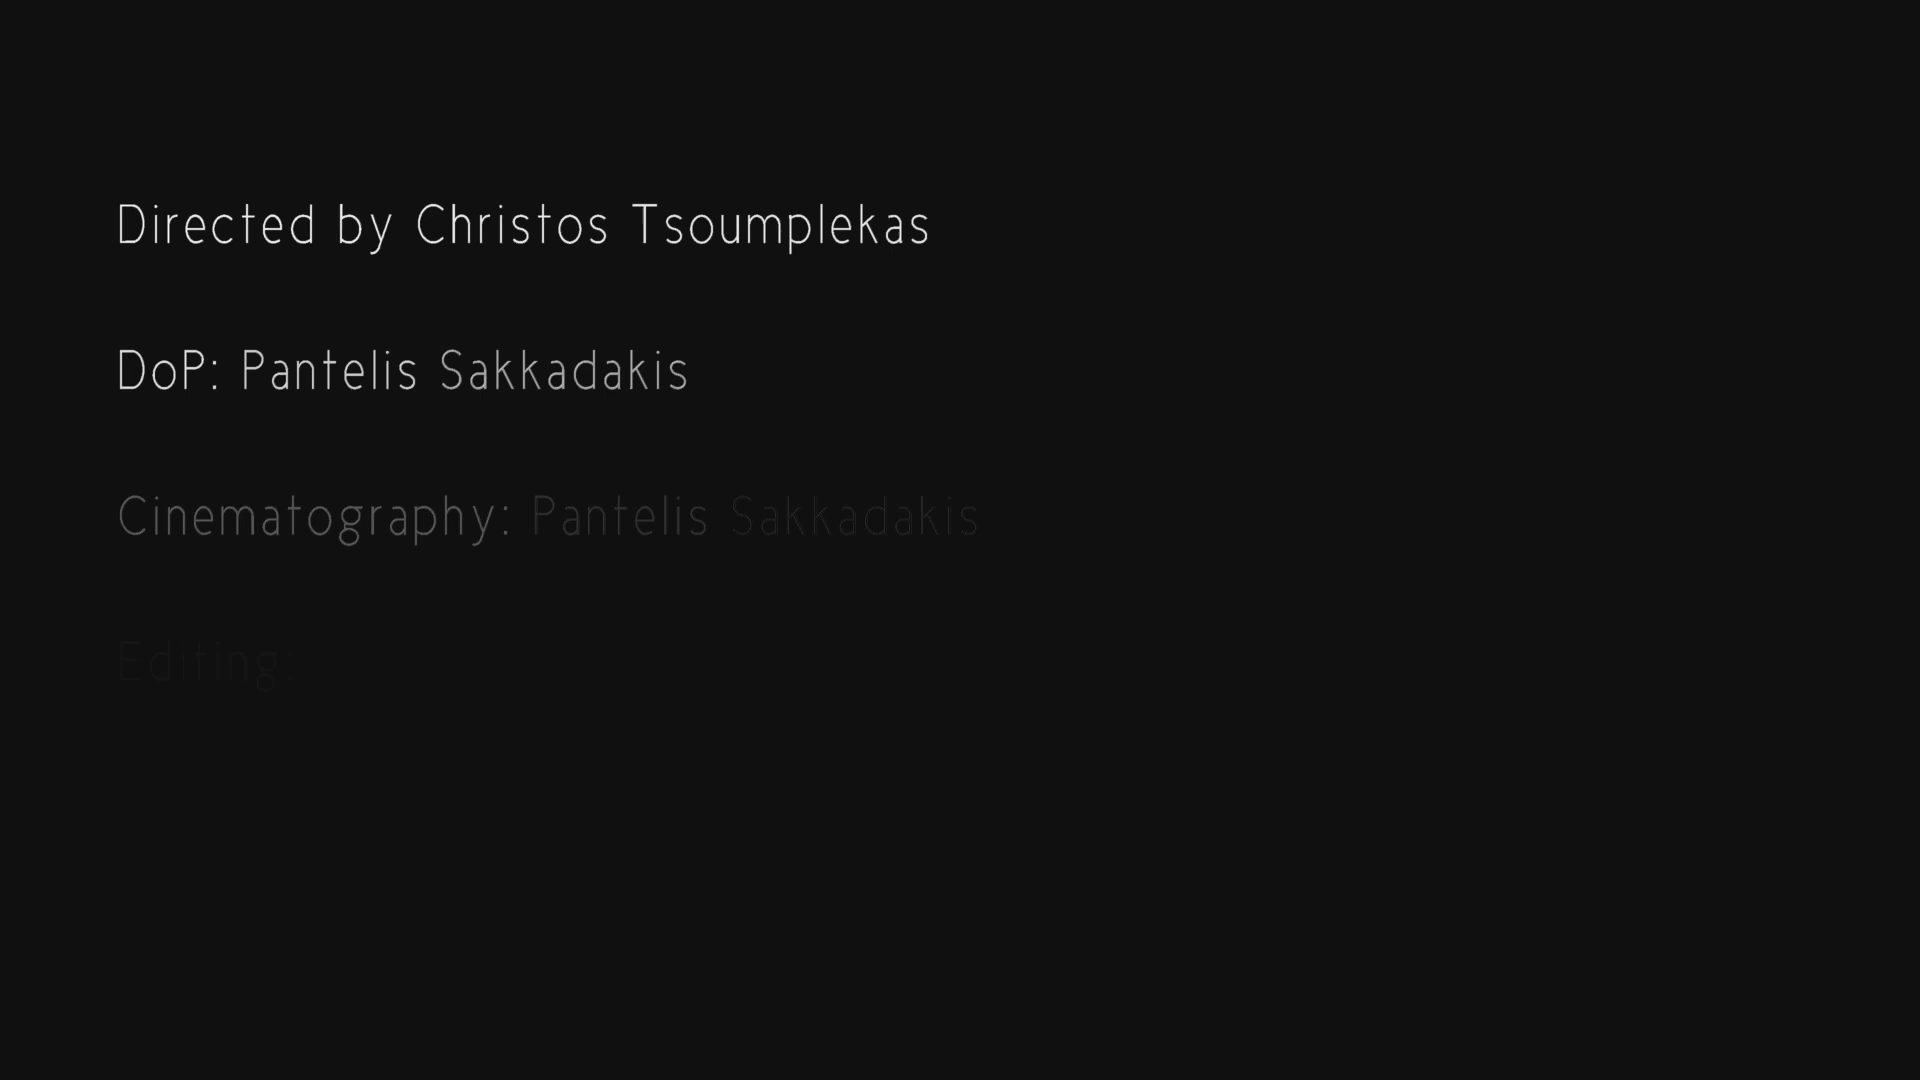 Directed by Christos Tsoumplekas
DoP: Pantelis Sakkadakis
Cinematography: Pantelis Sakkadakis
Editing: